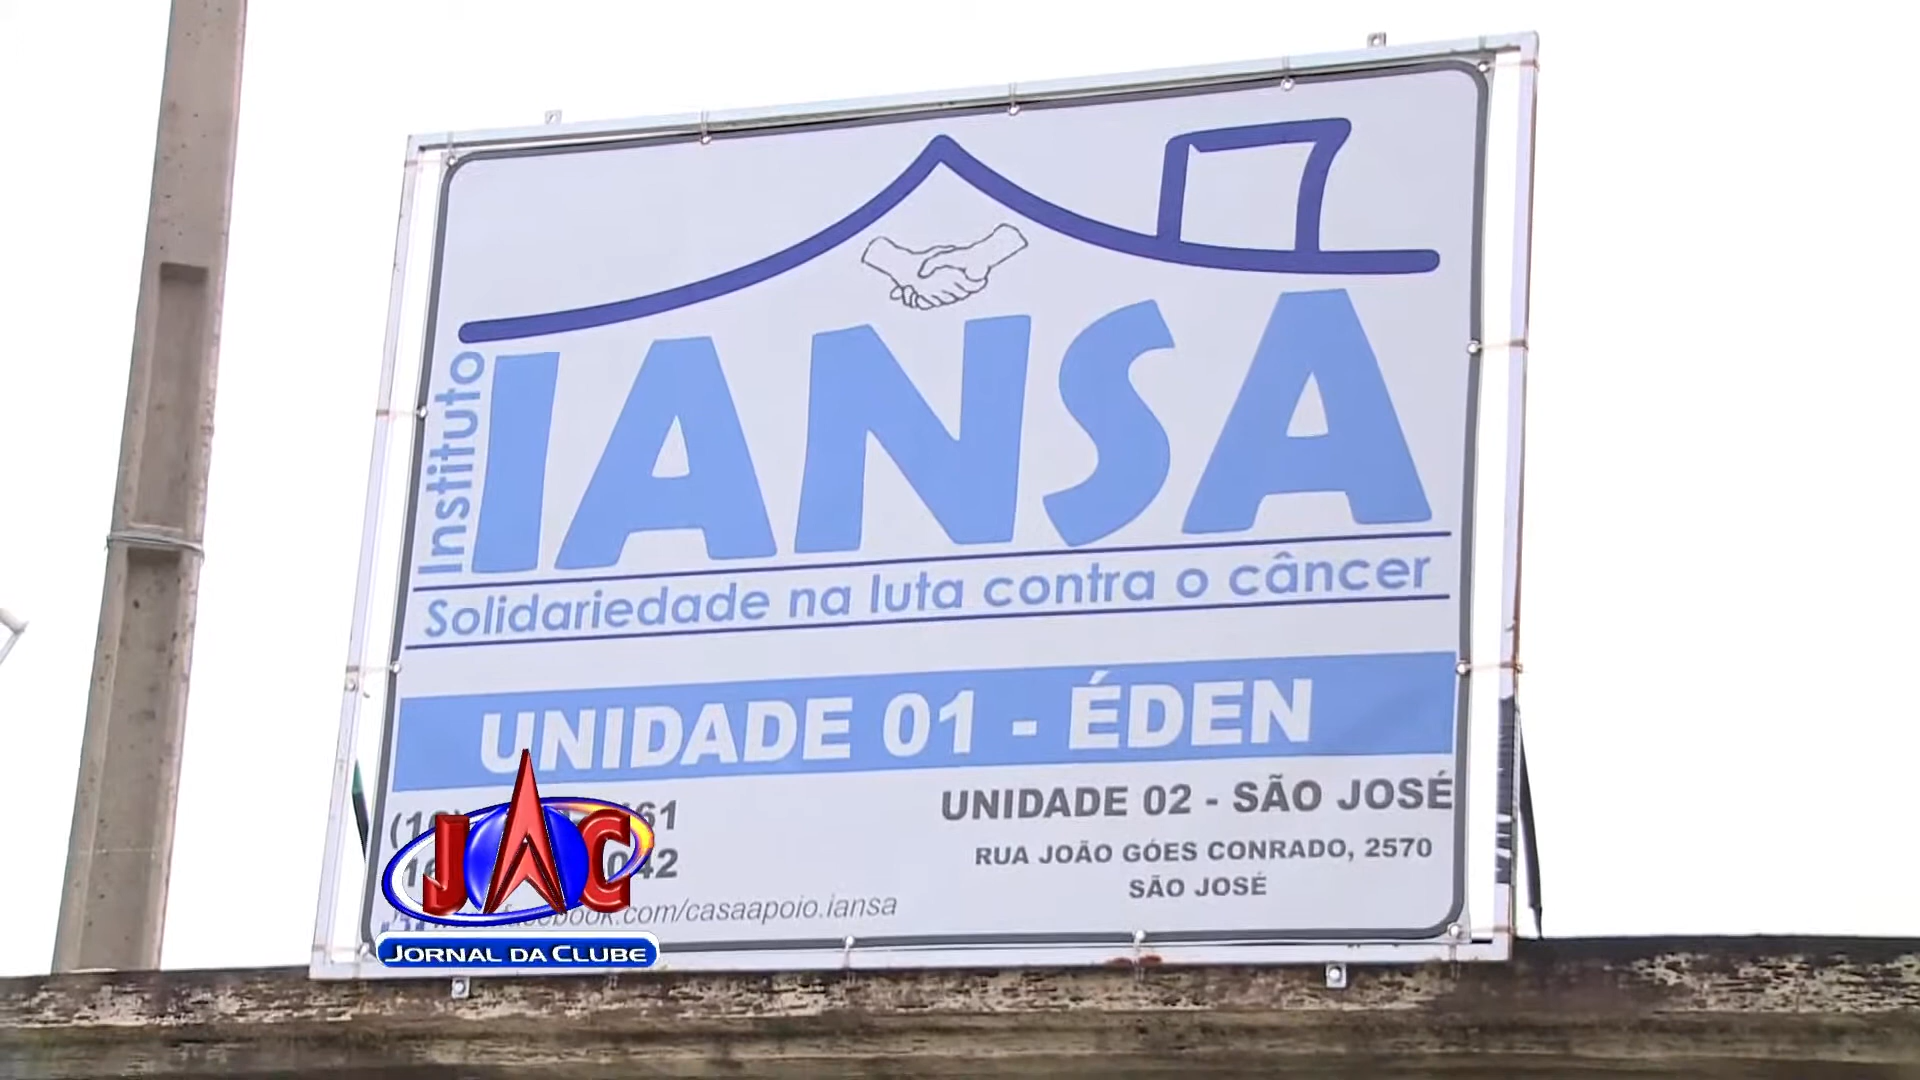 Instituto
IANSA
Solidariedade na luta contra o câncer
UNIDADE 01 - ÉDEN
UNIDADE 02 - SÃO JOSÉ
RUA JOÃO GÓES CONRADO, 2570
SÃO JOSÉ
.com/casaapoio.iansa
JAC
JORNAL DA CLUBE